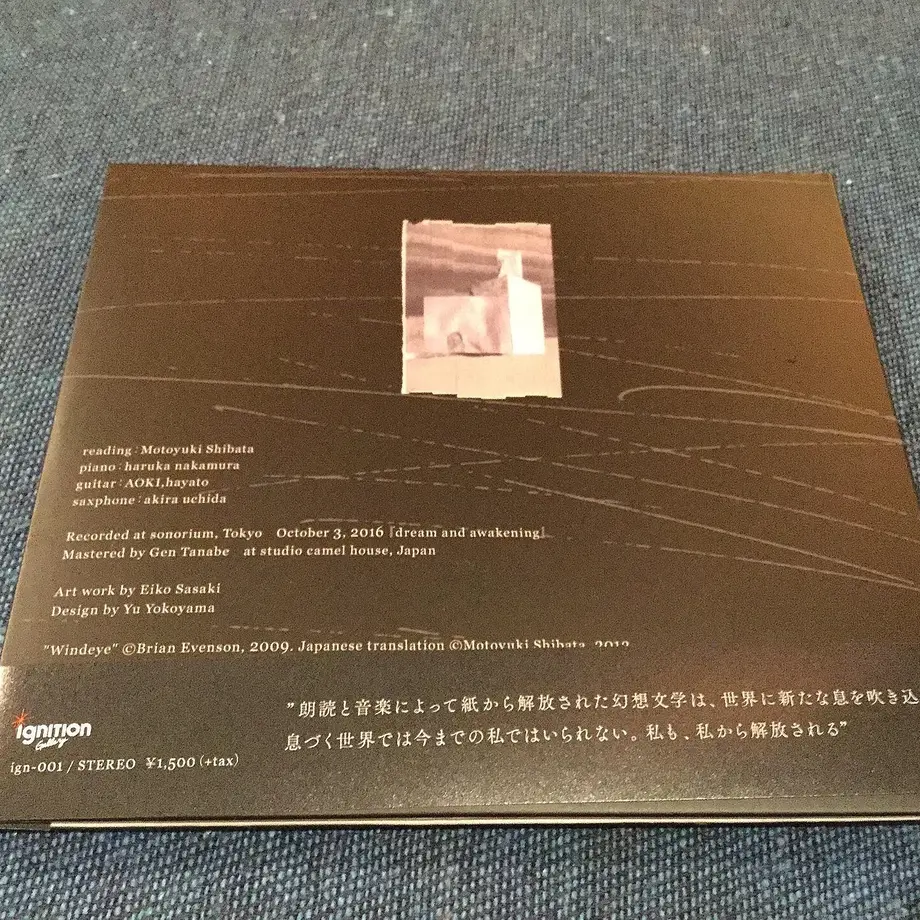 reading : Motoyuki Shibata
piano : haruka nakamura
guitar : AOKI,hayato
saxphone : akira uchida
Recorded at sonorium, Tokyo October 3, 2016 『dream and awakening』
Mastered by Gen Tanabe at studio camel house, Japan
Art work by Eiko Sasaki
Design by Yu Yokoyama
"Windeye" ©Brian Evenson, 2009. Japanese translation ©Motoyuki Shibata, 2012
ignition
Gallery
ign-001 / STEREO ¥1,500 (+tax)
"朗読と音楽によって紙から解放された幻想文学は、世界に新たな息を吹き込
息づく世界では今までの私ではいられない。私も、私から解放される"